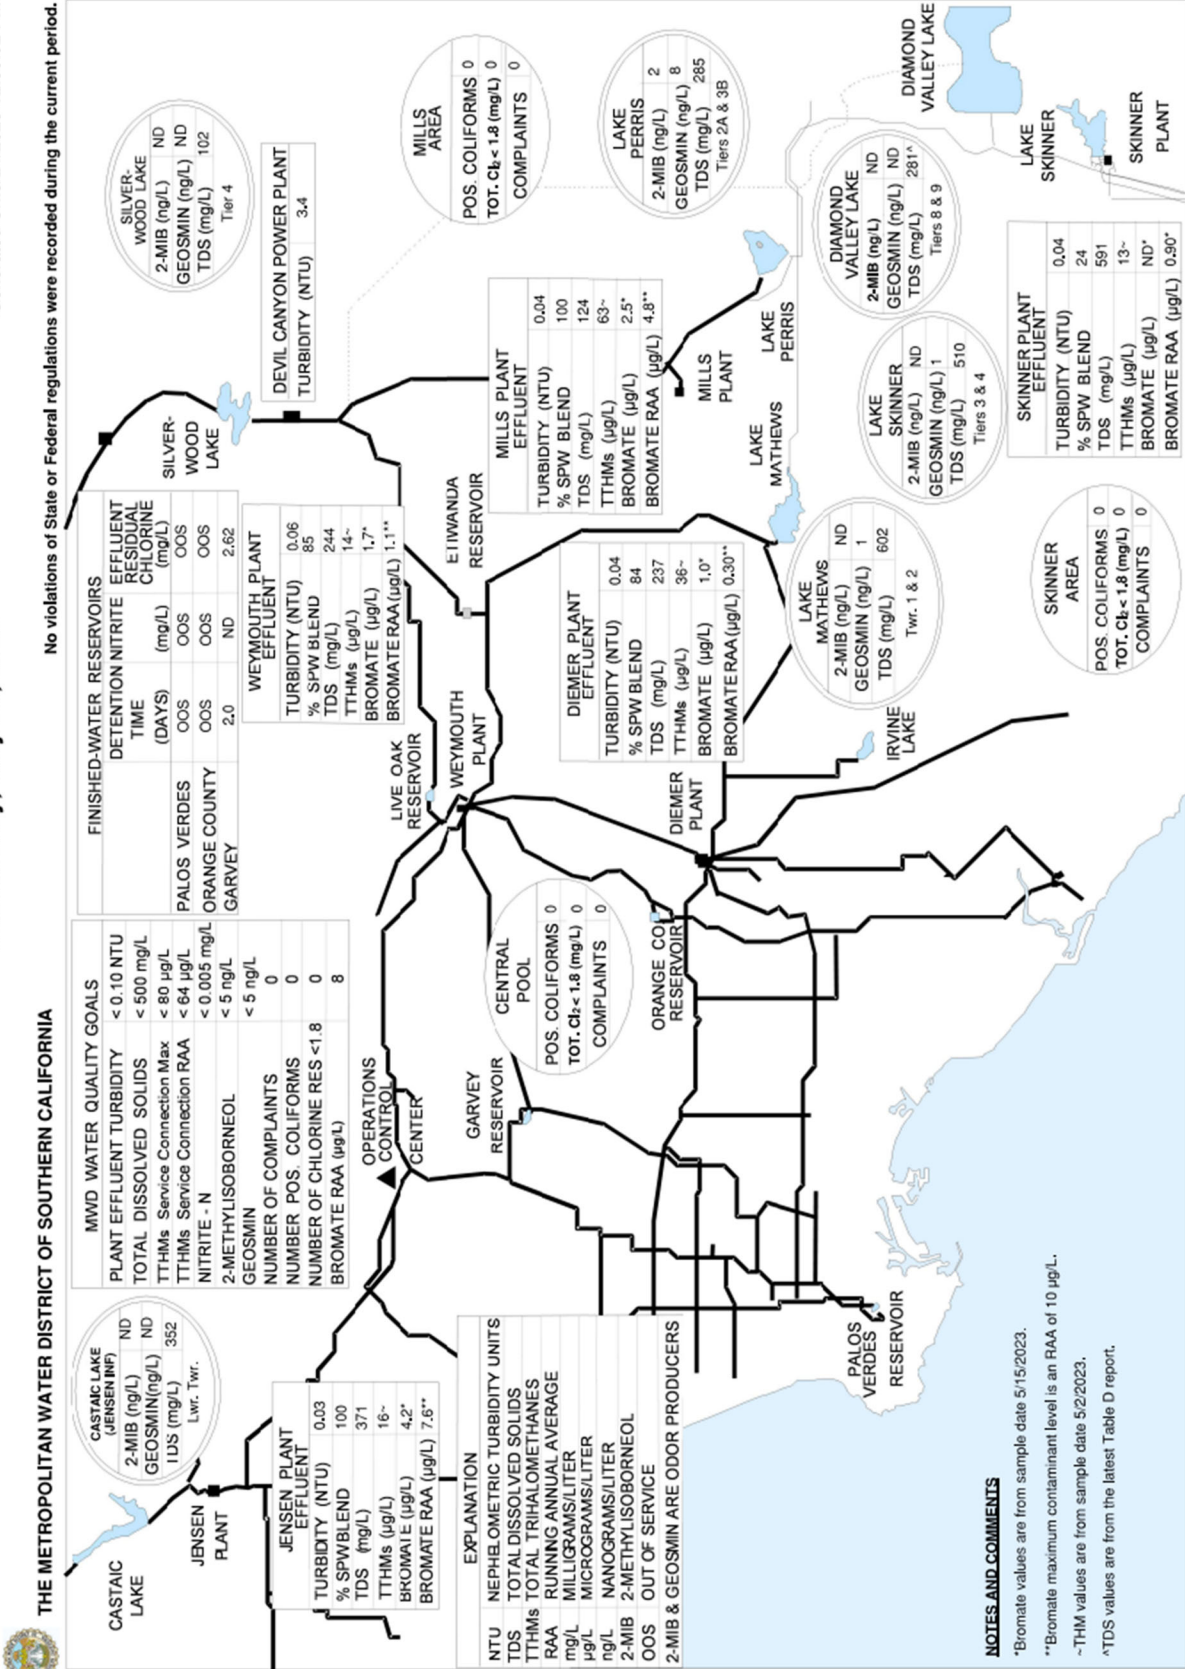 THE METROPOLITAN WATER DISTRICT OF SOUTHERN CALIFORNIA
No violations of State or Federal regulations were recorded during the current period.
CASTAIC LAKE
(JENSEN INF)
2-MIB (ng/L) ND
GEOSMIN(ng/L) ND
TDS (mg/L) 352
Lwr. Twr.
CASTAIC
LAKE
JENSEN
PLANT
MWD WATER QUALITY GOALS
PLANT EFFLUENT TURBIDITY < 0.10 NTU
TOTAL DISSOLVED SOLIDS < 500 mg/L
TTHMs Service Connection Max < 80 µg/L
TTHMs Service Connection RAA < 64 µg/L
NITRITE - N < 0.005 mg/L
2-METHYLISOBORNEOL < 5 ng/L
GEOSMIN < 5 ng/L
NUMBER OF COMPLAINTS 0
NUMBER POS. COLIFORMS 0
NUMBER OF CHLORINE RES <1.8 0
BROMATE RAA (µg/L) 8
FINISHED-WATER RESERVOIRS
DETENTION TIME (DAYS) NITRITE (mg/L) EFFLUENT RESIDUAL CHLORINE (mg/L)
PALOS VERDES OOS OOS OOS
ORANGE COUNTY OOS OOS OOS
GARVEY 2.0 ND 2.62
SILVER-
WOOD
LAKE
SILVER-
WOOD LAKE
2-MIB (ng/L) ND
GEOSMIN (ng/L) ND
TDS (mg/L) 102
Tier 4
DEVIL CANYON POWER PLANT
TURBIDITY (NTU) 3.4
WEYMOUTH PLANT
EFFLUENT
TURBIDITY (NTU) 0.06
% SPW BLEND 85
TDS (mg/L) 244
TTHMs (µg/L) 14~
BROMATE (µg/L) 1.7*
BROMATE RAA (µg/L) 1.1**
JENSEN PLANT
EFFLUENT
TURBIDITY (NTU) 0.03
% SPW BLEND 100
TDS (mg/L) 371
TTHMs (µg/L) 16~
BROMATE (µg/L) 4.2*
BROMATE RAA (µg/L) 7.6**
OPERATIONS
CONTROL
CENTER
LIVE OAK
RESERVOIR
WEYMOUTH
PLANT
ETIWANDA
RESERVOIR
MILLS
AREA
POS. COLIFORMS 0
TOT. Cl₂ < 1.8 (mg/L) 0
COMPLAINTS 0
EXPLANATION
NTU NEPHELOMETRIC TURBIDITY UNITS
TDS TOTAL DISSOLVED SOLIDS
TTHMs TOTAL TRIHALOMETHANES
RAA RUNNING ANNUAL AVERAGE
mg/L MILLIGRAMS/LITER
µg/L MICROGRAMS/LITER
ng/L NANOGRAMS/LITER
2-MIB 2-METHYLISOBORNEOL
OOS OUT OF SERVICE
2-MIB & GEOSMIN ARE ODOR PRODUCERS
GARVEY
RESERVOIR
CENTRAL
POOL
POS. COLIFORMS 0
TOT. Cl₂ < 1.8 (mg/L) 0
COMPLAINTS 0
MILLS PLANT
EFFLUENT
TURBIDITY (NTU) 0.04
% SPW BLEND 100
TDS (mg/L) 124
TTHMs (µg/L) 63~
BROMATE (µg/L) 2.5*
BROMATE RAA (µg/L) 4.8**
DIEMER PLANT
EFFLUENT
TURBIDITY (NTU) 0.04
% SPW BLEND 84
TDS (mg/L) 237
TTHMs (µg/L) 36~
BROMATE (µg/L) 1.0*
BROMATE RAA (µg/L) 0.30**
LAKE
PERRIS
2-MIB (ng/L) 2
GEOSMIN (ng/L) 8
TDS (mg/L) 285
Tiers 2A & 3B
ORANGE CO
RESERVOIR
DIEMER
PLANT
MILLS
PLANT
LAKE
PERRIS
LAKE
MATHEWS
PALOS
VERDES
RESERVOIR
IRVINE
LAKE
LAKE
MATHEWS
2-MIB (ng/L) ND
GEOSMIN (ng/L) 1
TDS (mg/L) 602
Twr. 1 & 2
LAKE
SKINNER
2-MIB (ng/L) ND
GEOSMIN (ng/L) 1
TDS (mg/L) 510
Tiers 3 & 4
DIAMOND
VALLEY LAKE
2-MIB (ng/L) ND
GEOSMIN (ng/L) ND
TDS (mg/L) 281^
Tiers 8 & 9
DIAMOND
VALLEY LAKE
LAKE
SKINNER
SKINNER
PLANT
SKINNER PLANT
EFFLUENT
TURBIDITY (NTU) 0.04
% SPW BLEND 24
TDS (mg/L) 591
TTHMs (µg/L) 13~
BROMATE (µg/L) ND*
BROMATE RAA (µg/L) 0.90*
SKINNER
AREA
POS. COLIFORMS 0
TOT. Cl₂ < 1.8 (mg/L) 0
COMPLAINTS 0
NOTES AND COMMENTS
*Bromate values are from sample date 5/15/2023.
**Bromate maximum contaminant level is an RAA of 10 µg/L.
~THM values are from sample date 5/2/2023.
^TDS values are from the latest Table D report.